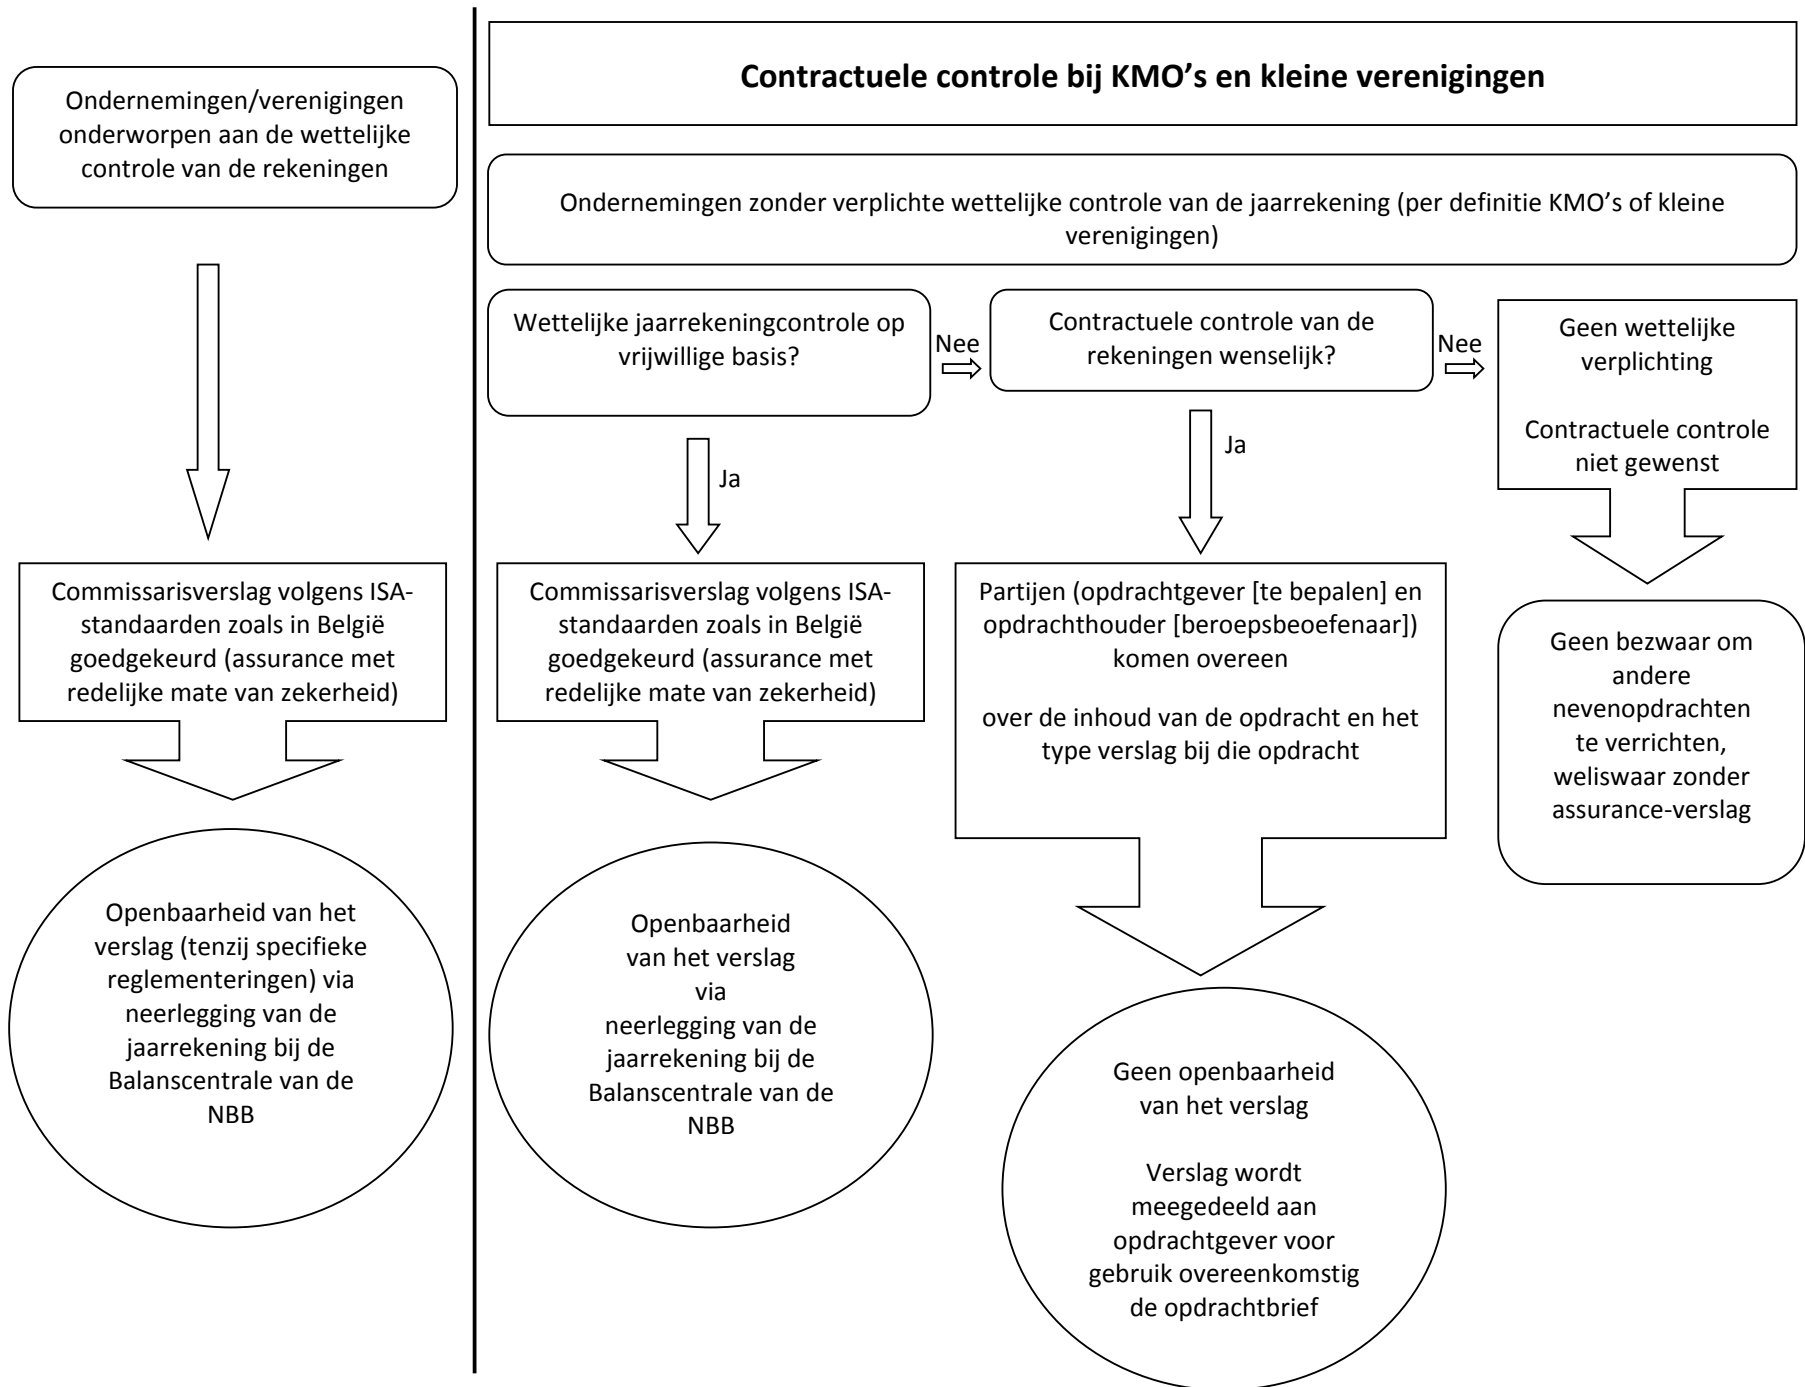 Ondernemingen/verenigingen
onderworpen aan de wettelijke
controle van de rekeningen
Commissarisverslag volgens ISA-
standaarden zoals in België
goedgekeurd (assurance met
redelijke mate van zekerheid)
Openbaarheid van het
verslag (tenzij specifieke
reglementeringen) via
neerlegging van de
jaarrekening bij de
Balanscentrale van de
NBB
Contractuele controle bij KMO’s en kleine verenigingen
Ondernemingen zonder verplichte wettelijke controle van de jaarrekening (per definitie KMO’s of kleine
verenigingen)
Wettelijke jaarrekeningcontrole op
vrijwillige basis?
Nee
Ja
Commissarisverslag volgens ISA-
standaarden zoals in België
goedgekeurd (assurance met
redelijke mate van zekerheid)
Openbaarheid
van het verslag
via
neerlegging van de
jaarrekening bij de
Balanscentrale van de
NBB
Contractuele controle van de
rekeningen wenselijk?
Nee
Ja
Partijen (opdrachtgever [te bepalen] en
opdrachthouder [beroepsbeoefenaar])
komen overeen
over de inhoud van de opdracht en het
type verslag bij die opdracht
Geen openbaarheid
van het verslag
Verslag wordt
meegedeeld aan
opdrachtgever voor
gebruik overeenkomstig
de opdrachtbrief
Geen wettelijke
verplichting
Contractuele controle
niet gewenst
Geen bezwaar om
andere
nevenopdrachten
te verrichten,
weliswaar zonder
assurance-verslag